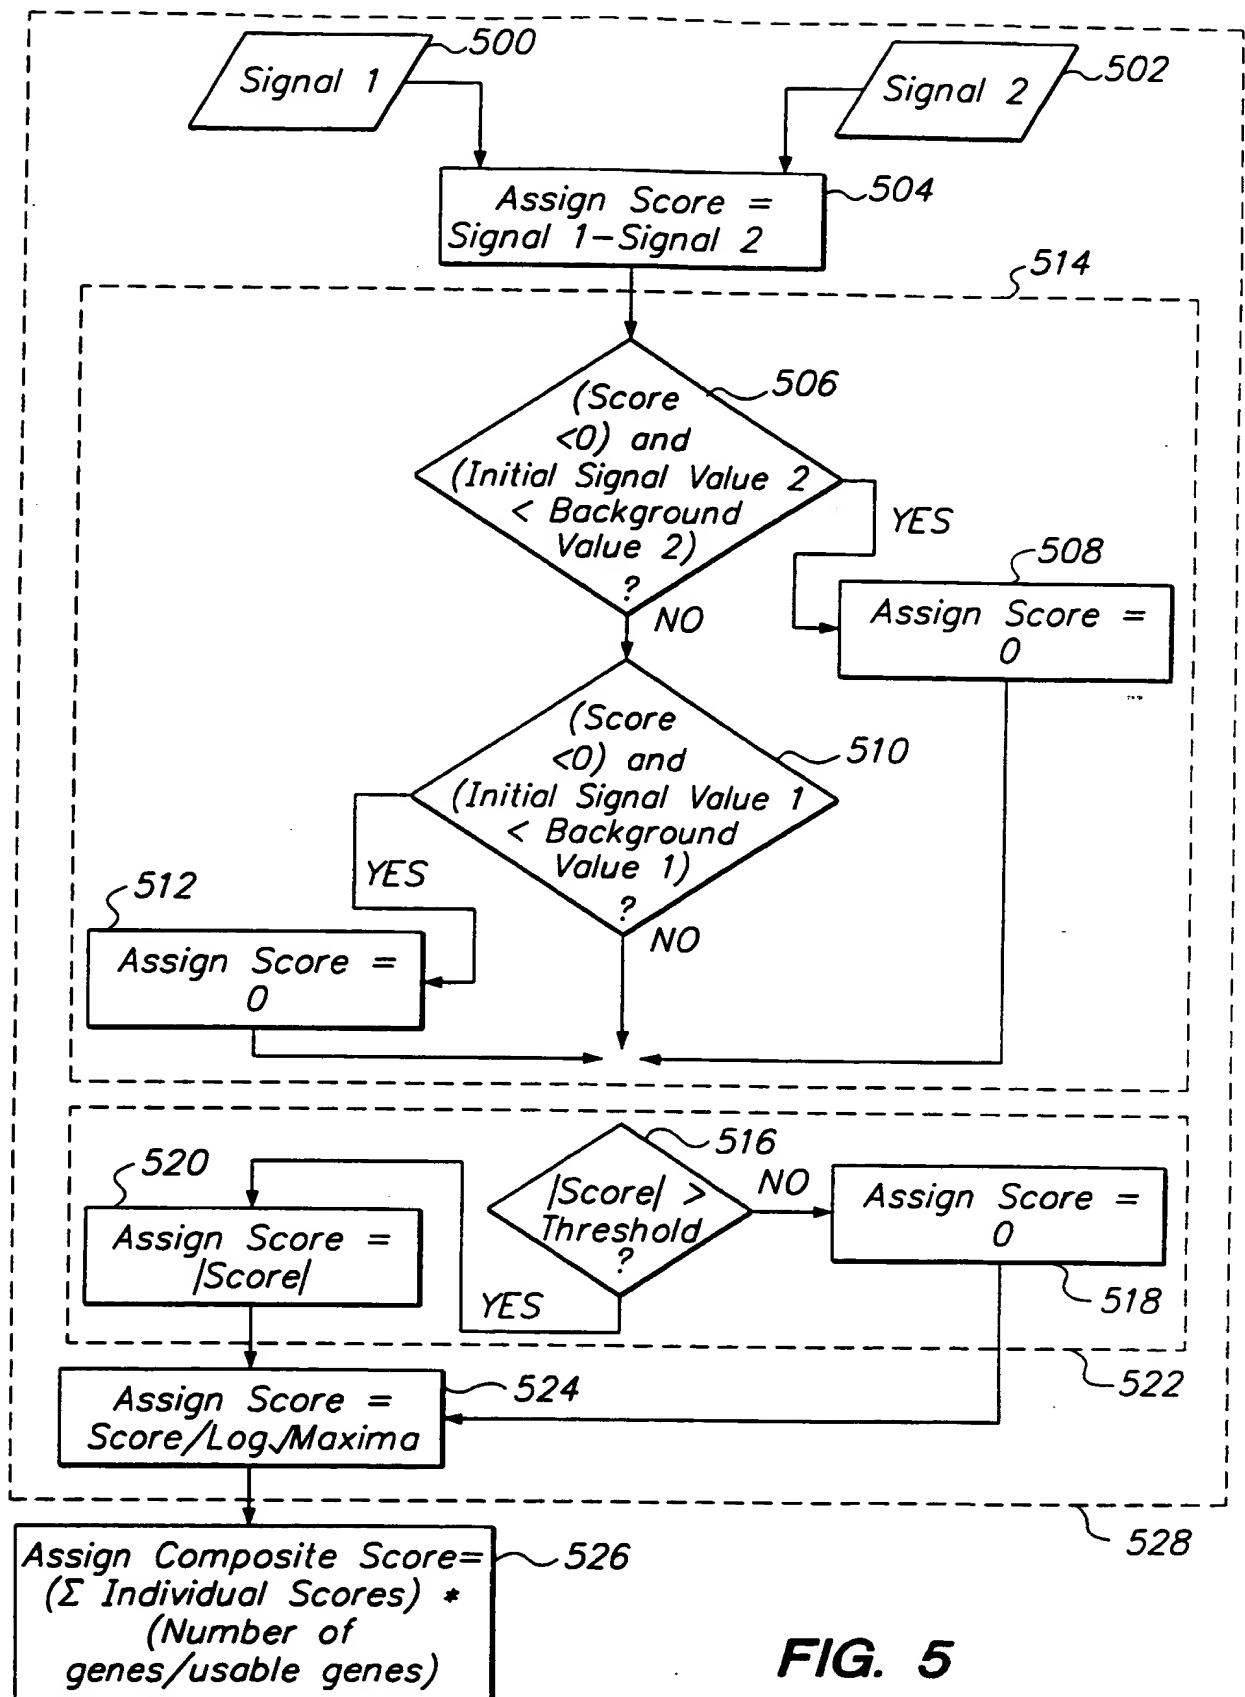 500
Signal 1
502
Signal 2
504
Assign Score =
Signal 1-Signal 2
514
506
(Score
<0) and
(Initial Signal Value 2
< Background
Value 2)
?
YES
NO
508
Assign Score =
0
510
(Score
<0) and
(Initial Signal Value 1
< Background
Value 1)
?
YES
NO
512
Assign Score =
0
516
|Score| >
Threshold
?
NO
YES
520
Assign Score =
|Score|
Assign Score =
0
518
522
524
Assign Score =
Score/Log√Maxima
528
526
Assign Composite Score=
(Σ Individual Scores) *
(Number of
genes/usable genes)
FIG. 5